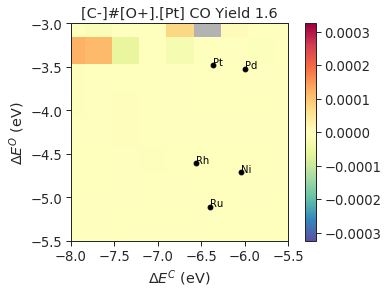 [C-]#[O+].[Pt] CO Yield 1.6
−3.0
−3.5
−4.0
−4.5
−5.0
−5.5
ΔE^O (eV)
Pt
Pd
Rh
Ni
Ru
−8.0 −7.5 −7.0 −6.5 −6.0 −5.5
ΔE^C (eV)
0.0003
0.0002
0.0001
0.0000
−0.0001
−0.0002
−0.0003